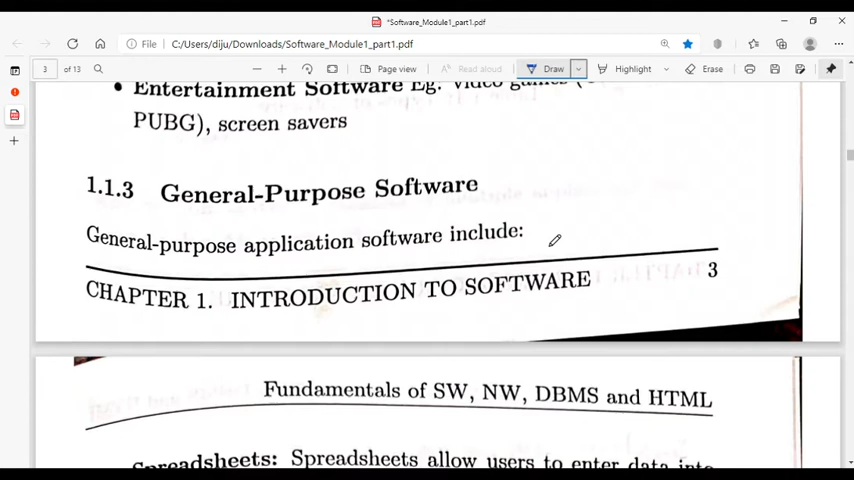 *Software_Module1_part1.pdf
File C:/Users/diju/Downloads/Software_Module1_part1.pdf
3 of 13 Page view Read aloud Draw Highlight Erase
• Entertainment Software Eg: Video games (
PUBG), screen savers
1.1.3 General-Purpose Software
General-purpose application software include:
CHAPTER 1. INTRODUCTION TO SOFTWARE 3
Fundamentals of SW, NW, DBMS and HTML
Spreadsheets: Spreadsheets allow users to enter data into